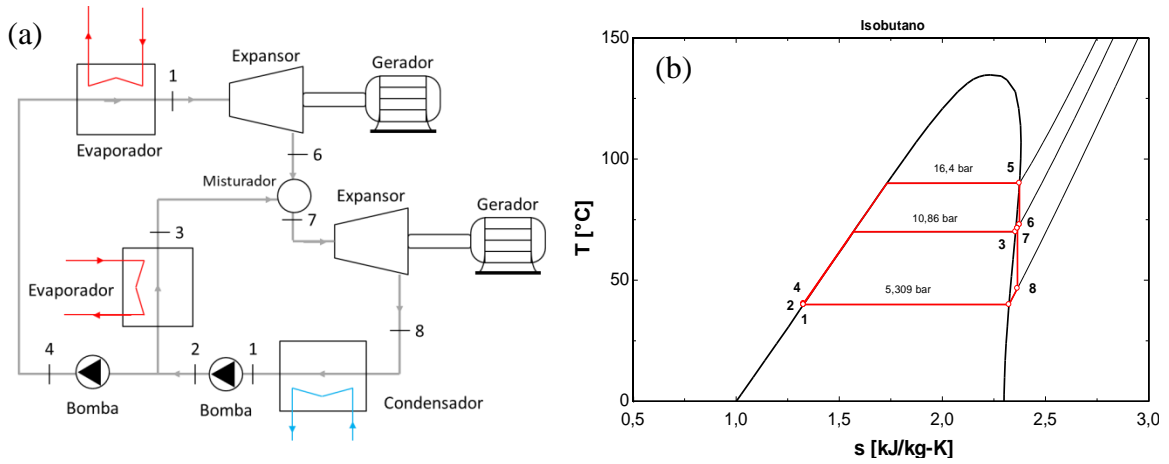 (a)
1
Expansor
Gerador
Evaporador
6
Misturador
Expansor
Gerador
7
3
Evaporador
8
4
2
1
Bomba
Bomba
Condensador
Isobutano
(b)
150
100
50
0
T [°C]
16,4 bar
5
10,86 bar
6
3
7
5,309 bar
4
2
1
8
0,5
1,0
1,5
2,0
2,5
3,0
s [kJ/kg-K]